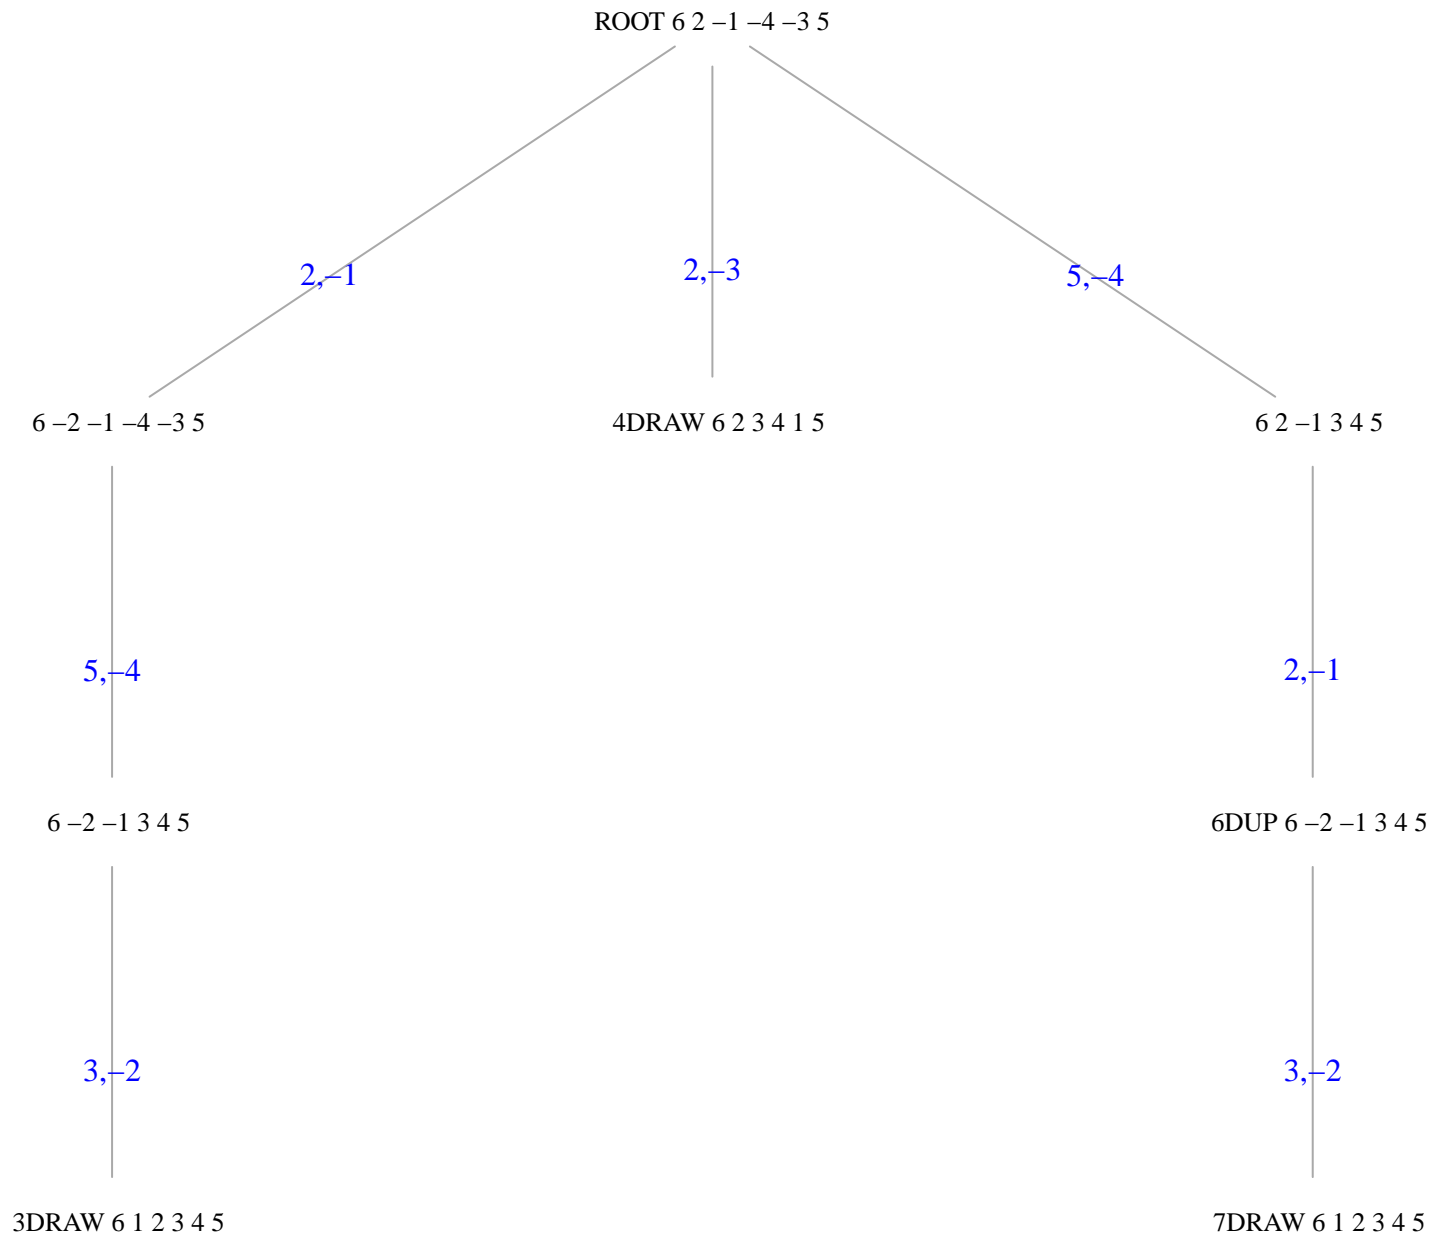 ROOT 6 2 –1 –4 –3 5
2,–1
2,–3
5,–4
6 –2 –1 –4 –3 5
4DRAW 6 2 3 4 1 5
6 2 –1 3 4 5
5,–4
2,–1
6 –2 –1 3 4 5
6DUP 6 –2 –1 3 4 5
3,–2
3,–2
3DRAW 6 1 2 3 4 5
7DRAW 6 1 2 3 4 5